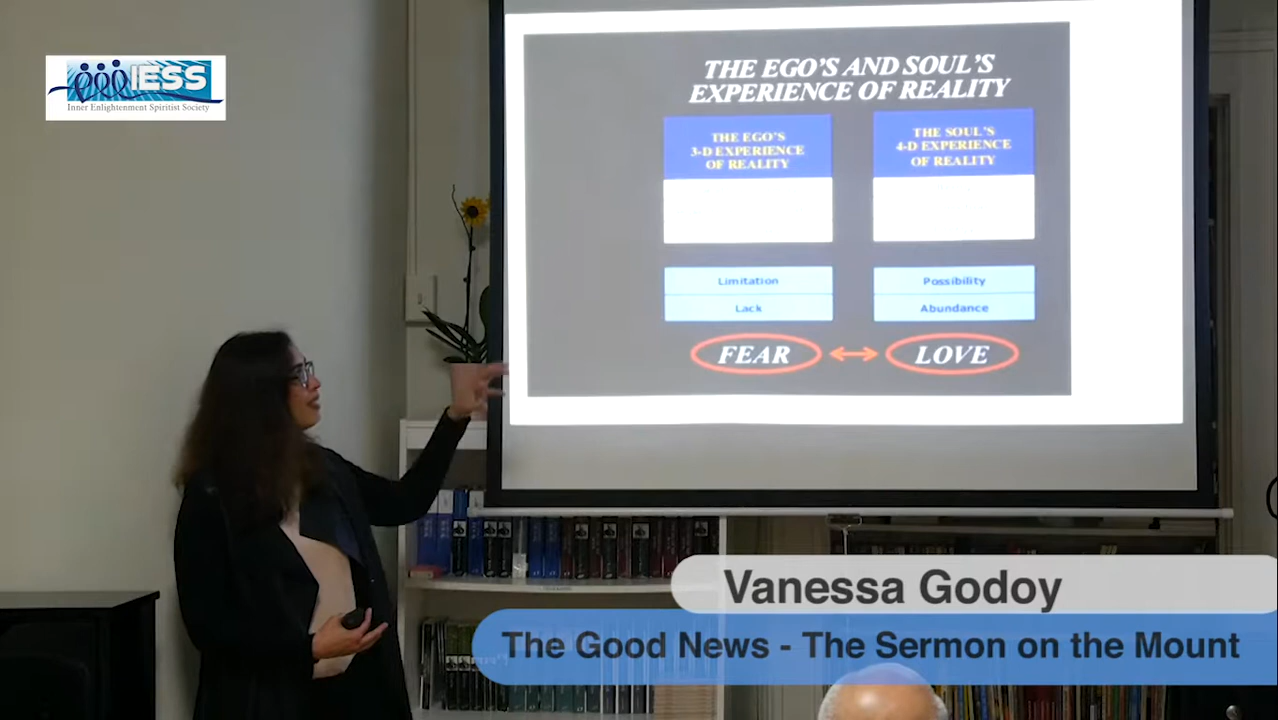 IESS
Inner Enlightenment Spiritist Society
THE EGO'S AND SOUL'S
EXPERIENCE OF REALITY
THE EGO'S
3-D EXPERIENCE
OF REALITY
THE SOUL'S
4-D EXPERIENCE
OF REALITY
Limitation
Possibility
Lack
Abundance
FEAR
LOVE
Vanessa Godoy
The Good News - The Sermon on the Mount